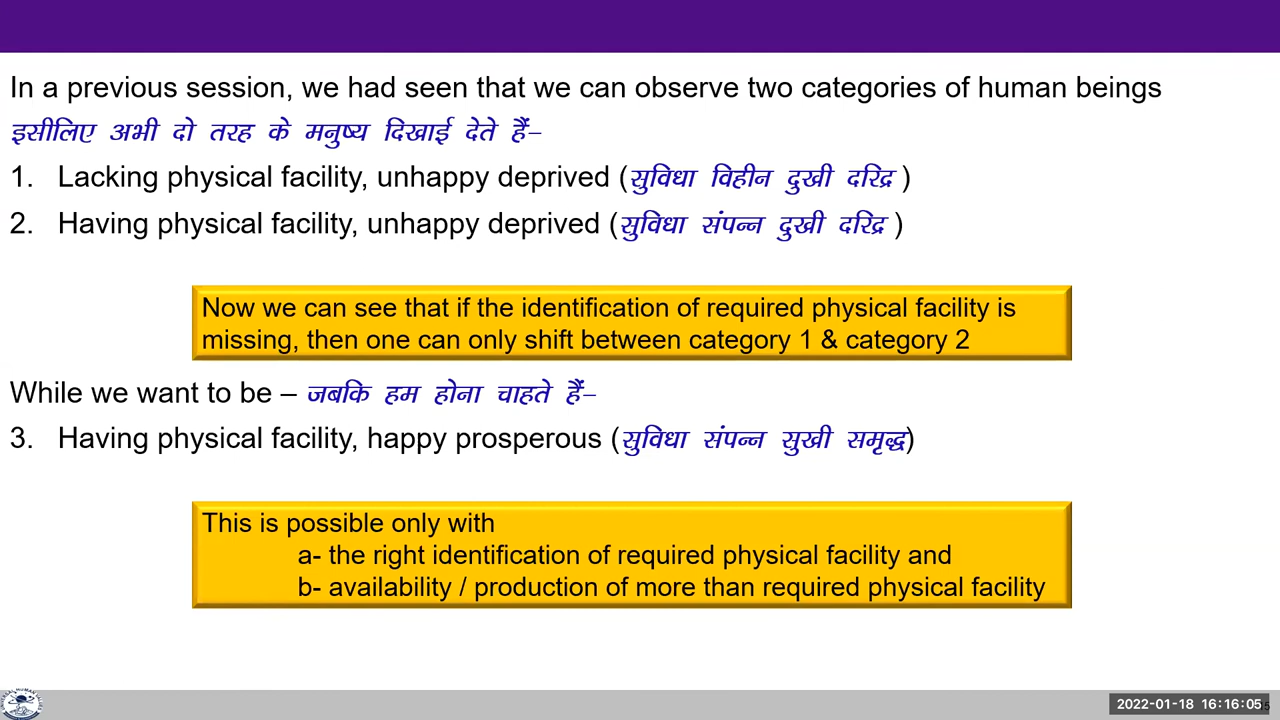 In a previous session, we had seen that we can observe two categories of human beings
इसीलिए अभी दो तरह के मनुष्य दिखाई देते हैं–
1. Lacking physical facility, unhappy deprived (सुविधा विहीन दुखी दरिद्र )
2. Having physical facility, unhappy deprived (सुविधा संपन्न दुखी दरिद्र )
Now we can see that if the identification of required physical facility is
missing, then one can only shift between category 1 & category 2
While we want to be – जबकि हम होना चाहते हैं–
3. Having physical facility, happy prosperous (सुविधा संपन्न सुखी समृद्ध)
This is possible only with
a- the right identification of required physical facility and
b- availability / production of more than required physical facility
2022-01-18 16:16:05